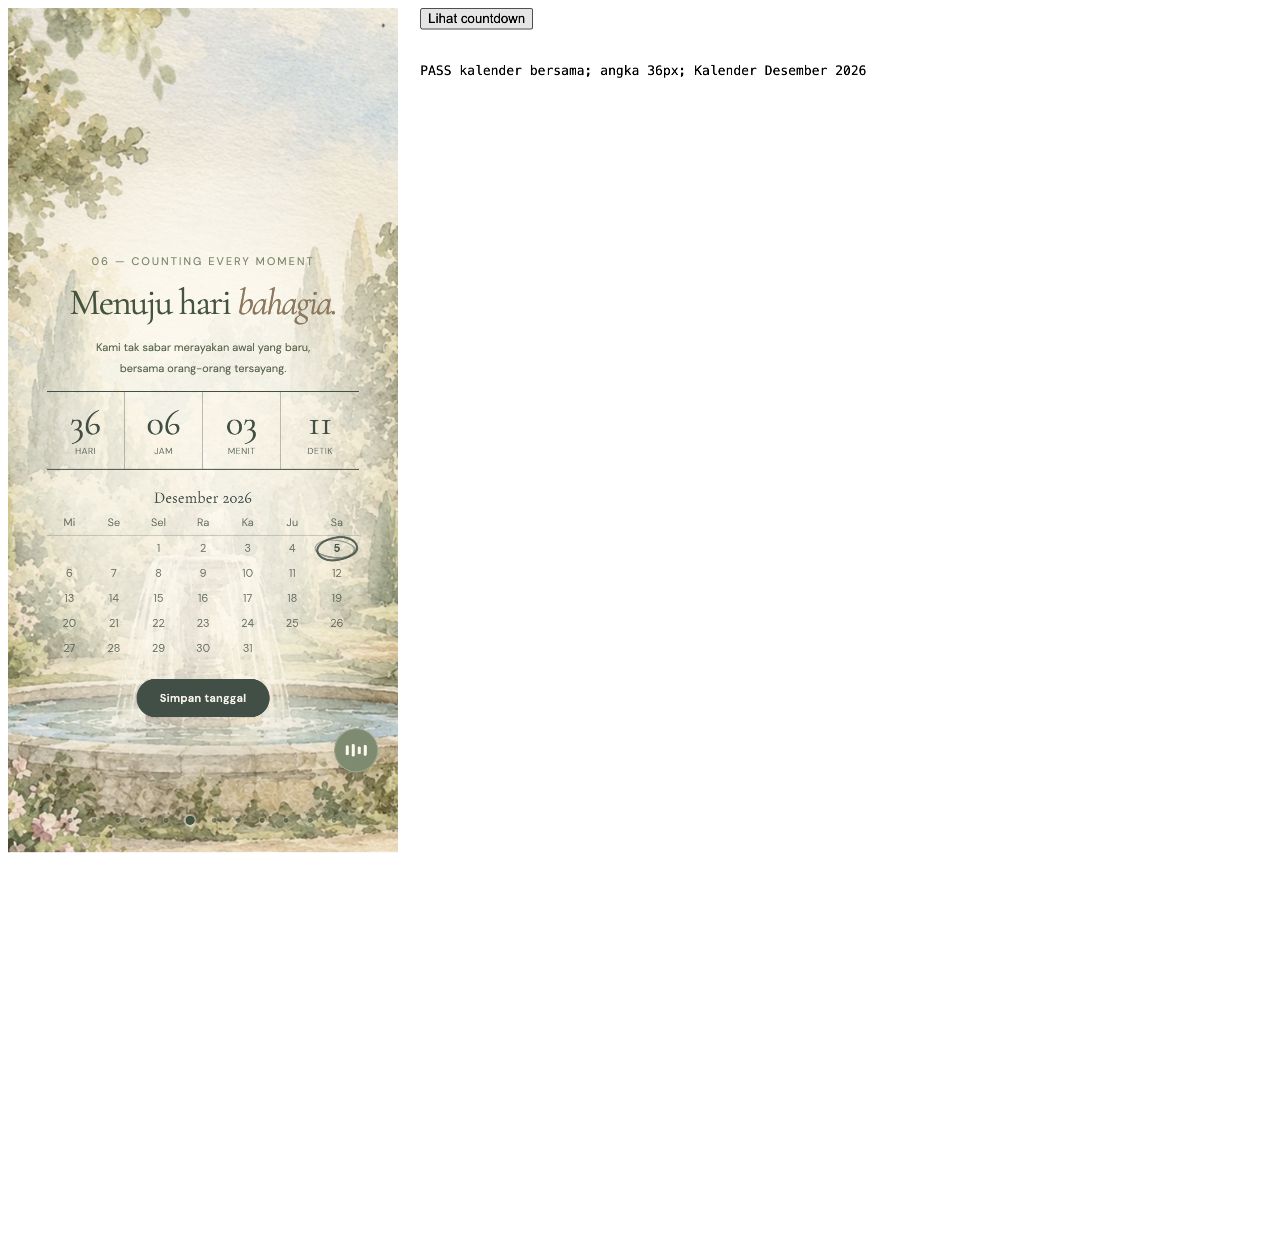 Lihat countdown
PASS kalender bersama; angka 36px; Kalender Desember 2026
06 — COUNTING EVERY MOMENT
Menuju hari bahagia.
Kami tak sabar merayakan awal yang baru,
bersama orang-orang tersayang.
36 06 03 11
HARI JAM MENIT DETIK
Desember 2026
Mi Se Sel Ra Ka Ju Sa
1 2 3 4 5
6 7 8 9 10 11 12
13 14 15 16 17 18 19
20 21 22 23 24 25 26
27 28 29 30 31
Simpan tanggal